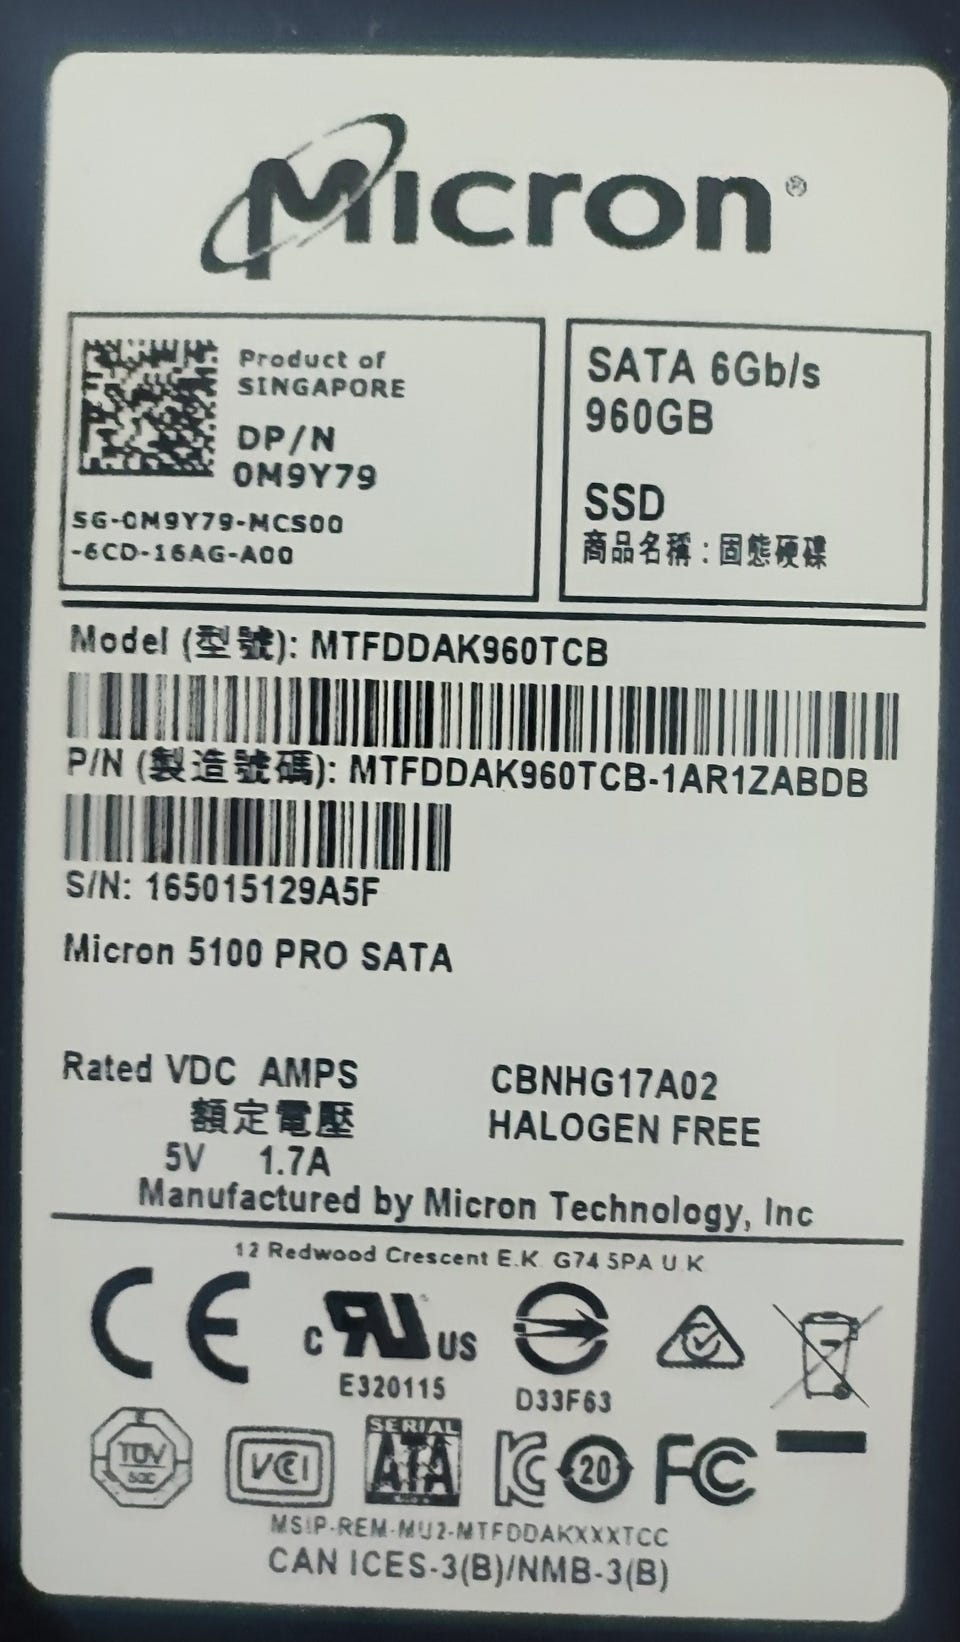 Micron®
Product of
SINGAPORE
DP/N
0M9Y79
SG-0M9Y79-MCS00
-6CD-16AG-A00
SATA 6Gb/s
960GB
SSD
商品名稱：固態硬碟
Model (型號): MTFDDAK960TCB
P/N (製造號碼): MTFDDAK960TCB-1AR1ZABDB
S/N: 165015129A5F
Micron 5100 PRO SATA
Rated VDC AMPS
額定電壓
5V 1.7A
CBNHG17A02
HALOGEN FREE
Manufactured by Micron Technology, Inc
12 Redwood Crescent E.K. G74 5PA U.K
CE
C RU US
E320115
D33F63
TÜV
VCI
SERIAL
ATA
KC
20
FC
MSIP-REM-MU2-MTFDDAKXXXTCC
CAN ICES-3(B)/NMB-3(B)